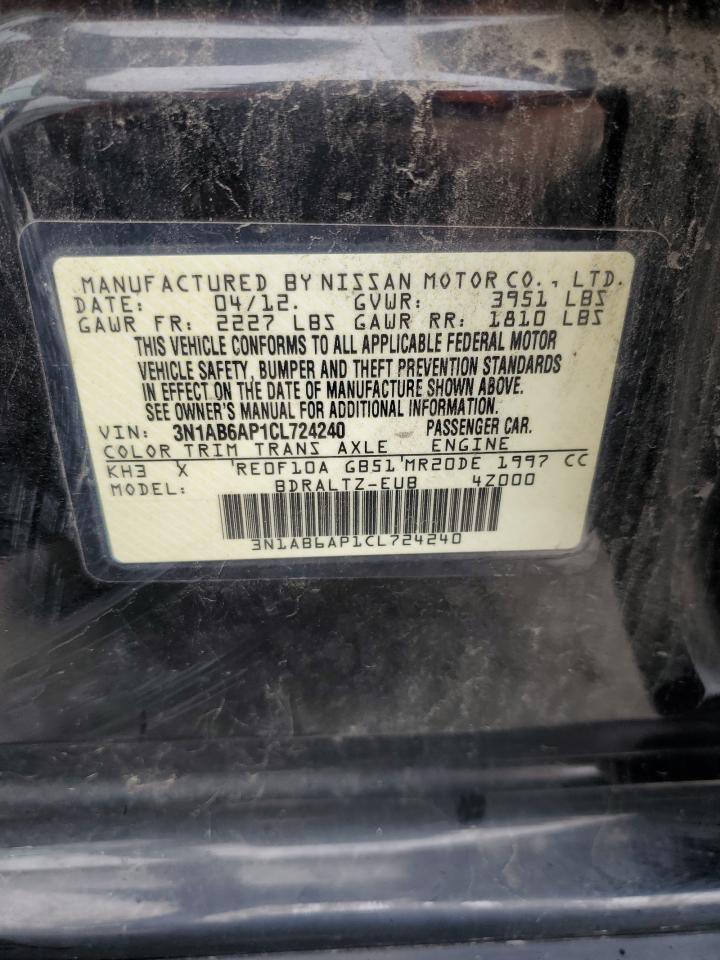 MANUFACTURED BY NISSAN MOTOR CO., LTD.
DATE: 04/12. GVWR: 3951 LBS
GAWR FR: 2227 LBS GAWR RR: 1810 LBS
THIS VEHICLE CONFORMS TO ALL APPLICABLE FEDERAL MOTOR
VEHICLE SAFETY, BUMPER AND THEFT PREVENTION STANDARDS
IN EFFECT ON THE DATE OF MANUFACTURE SHOWN ABOVE.
SEE OWNER'S MANUAL FOR ADDITIONAL INFORMATION.
VIN: 3N1AB6AP1CL724240 PASSENGER CAR.
COLOR TRIM TRANS AXLE ENGINE
KH3 X 'RE0F10A GB51'MR20DE 1997 CC
MODEL: BDRALTZ-EUB 4Z000
3N1AB6AP1CL724240